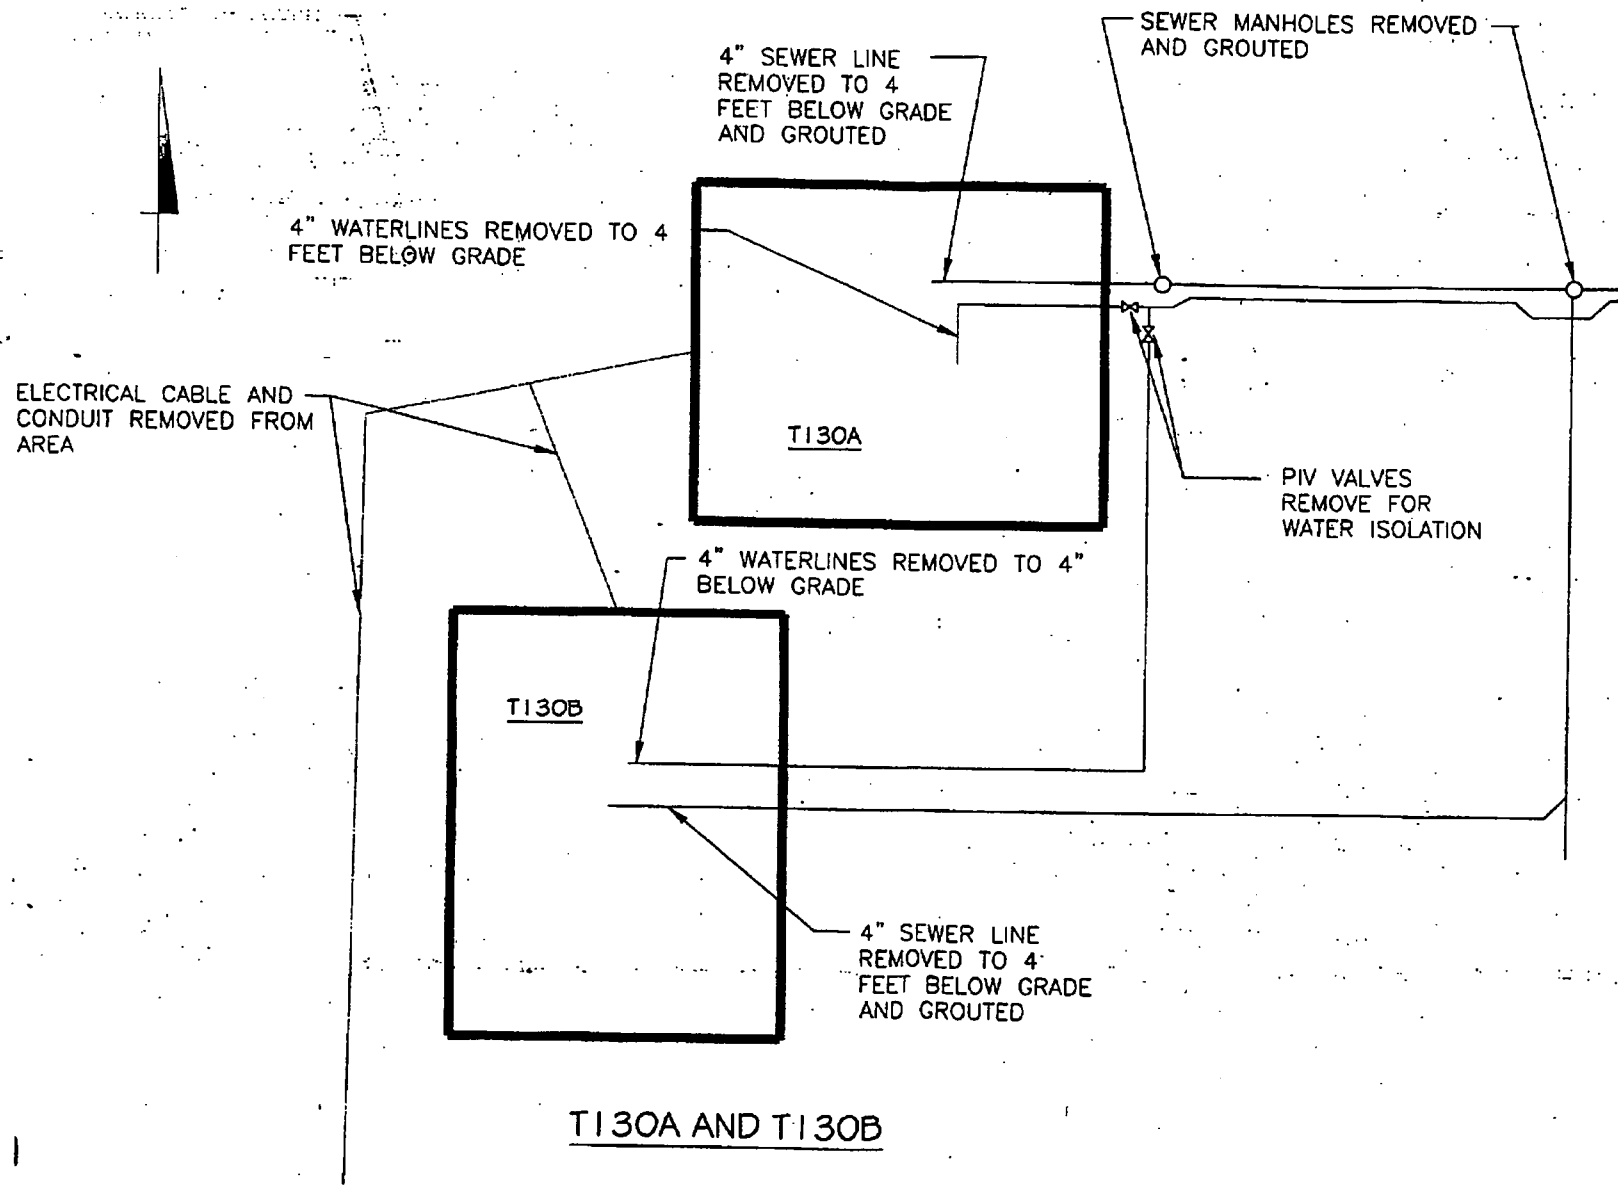 SEWER MANHOLES REMOVED
AND GROUTED
4" SEWER LINE
REMOVED TO 4
FEET BELOW GRADE
AND GROUTED
4" WATERLINES REMOVED TO 4
FEET BELOW GRADE
ELECTRICAL CABLE AND
CONDUIT REMOVED FROM
AREA
T130A
PIV VALVES
REMOVE FOR
WATER ISOLATION
4" WATERLINES REMOVED TO 4"
BELOW GRADE
T130B
4" SEWER LINE
REMOVED TO 4
FEET BELOW GRADE
AND GROUTED
T130A AND T130B